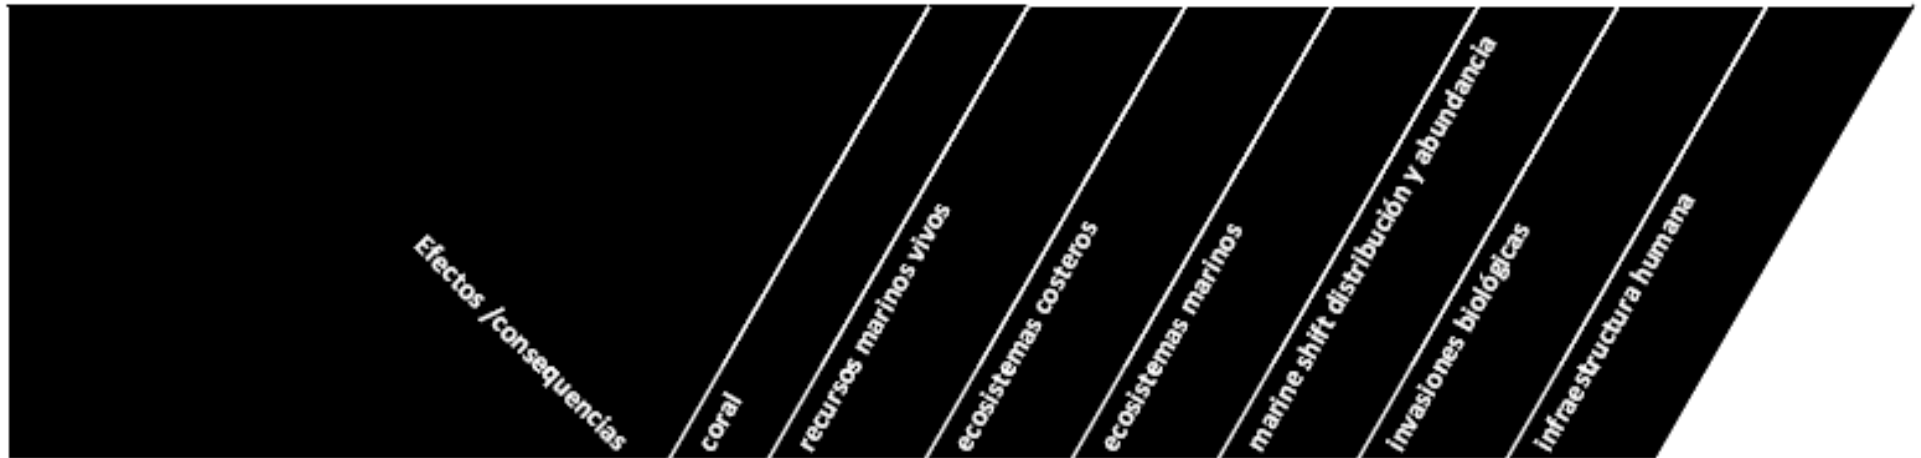 Efectos /consequencias
coral
recursos marinos vivos
ecosistemas costeros
ecosistemas marinos
marine shift distribución y abundancia
invasiones biológicas
infraestructura humana